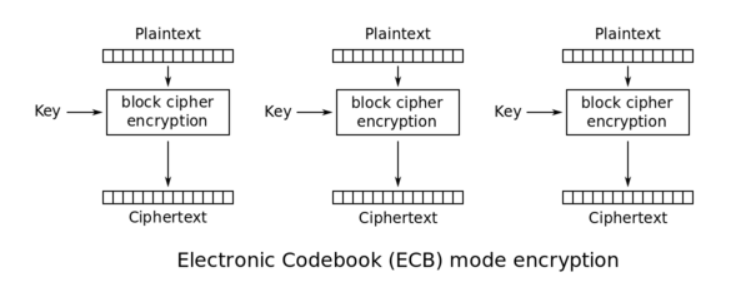 Plaintext Plaintext Plaintext
Key block cipher encryption Key block cipher encryption Key block cipher encryption
Ciphertext Ciphertext Ciphertext
Electronic Codebook (ECB) mode encryption